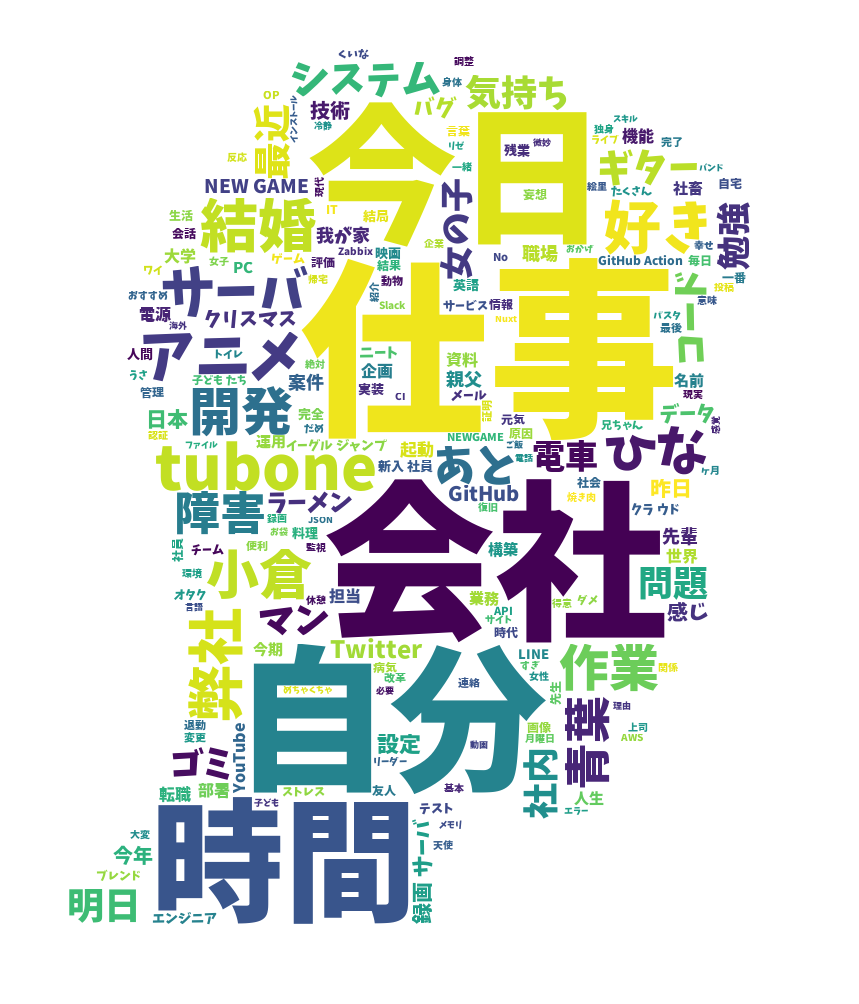 くいな
調整
システム
身体
気持ち
OP
インストール
技術
バグ
冷静
最近
言葉
スキル
独身
機能
ライブ
完了
リゼ
残業
微妙
今日
反応
一緒
ギター
バンド
NEW GAME
現代
女の子
妄想
絵里
たくさん
社畜
自宅
生活
結婚
IT
結局
好き
勉強
会話
我が家
企業
職場
おかげ
幸せ
大学
女子
Zabbix
映画
No
GitHub Action
毎日
ワイ
PC
ゲーム
評価
結果
サーバ
帰宅
動物
英語
コード
一番
おすすめ
紹介
Slack
サービス
情報
投稿
意味
電源
クリスマス
海外
Nuxt
パスタ
最後
人間
アニメ
トイレ
ニート
仕事
絶対
資料
うさ
子ども たち
案件
企画
親父
名前
管理
実装
CI
メール
現実
開発
日本
完全
証明
元気
データ
認証
だめ
兄ちゃん
感覚
ファイル
運用
イーグル ジャンプ
起動
NEWGAME
原因
ご飯
ひな
tubone
新入 社員
あと
電話
電車
ヶ月
GitHub
社会
焼き肉
昨日
障害
ラーメン
復旧
クラ ウド
録画
JSON
お袋
料理
会社
先輩
社員
チーム
便利
監視
構築
世界
環境
小倉
問題
オタク
休憩
担当
業務
得意
ダメ
言語
マン
API
サイト
感じ
弊社
時代
今期
Twitter
LINE
作業
病気
すぎ
関係
改革
女性
自分
めちゃくちゃ
必要
連絡
先生
青葉
理由
退勤
変更
YouTube
設定
動画
画像
月曜日
上司
AWS
ゴミ
リーダー
社内
転職
部署
ストレス
友人
基本
人生
子ども
時間
テスト
エラー
大変
サーバ
メモリ
今年
天使
ブレンド
録画
明日
エンジニア